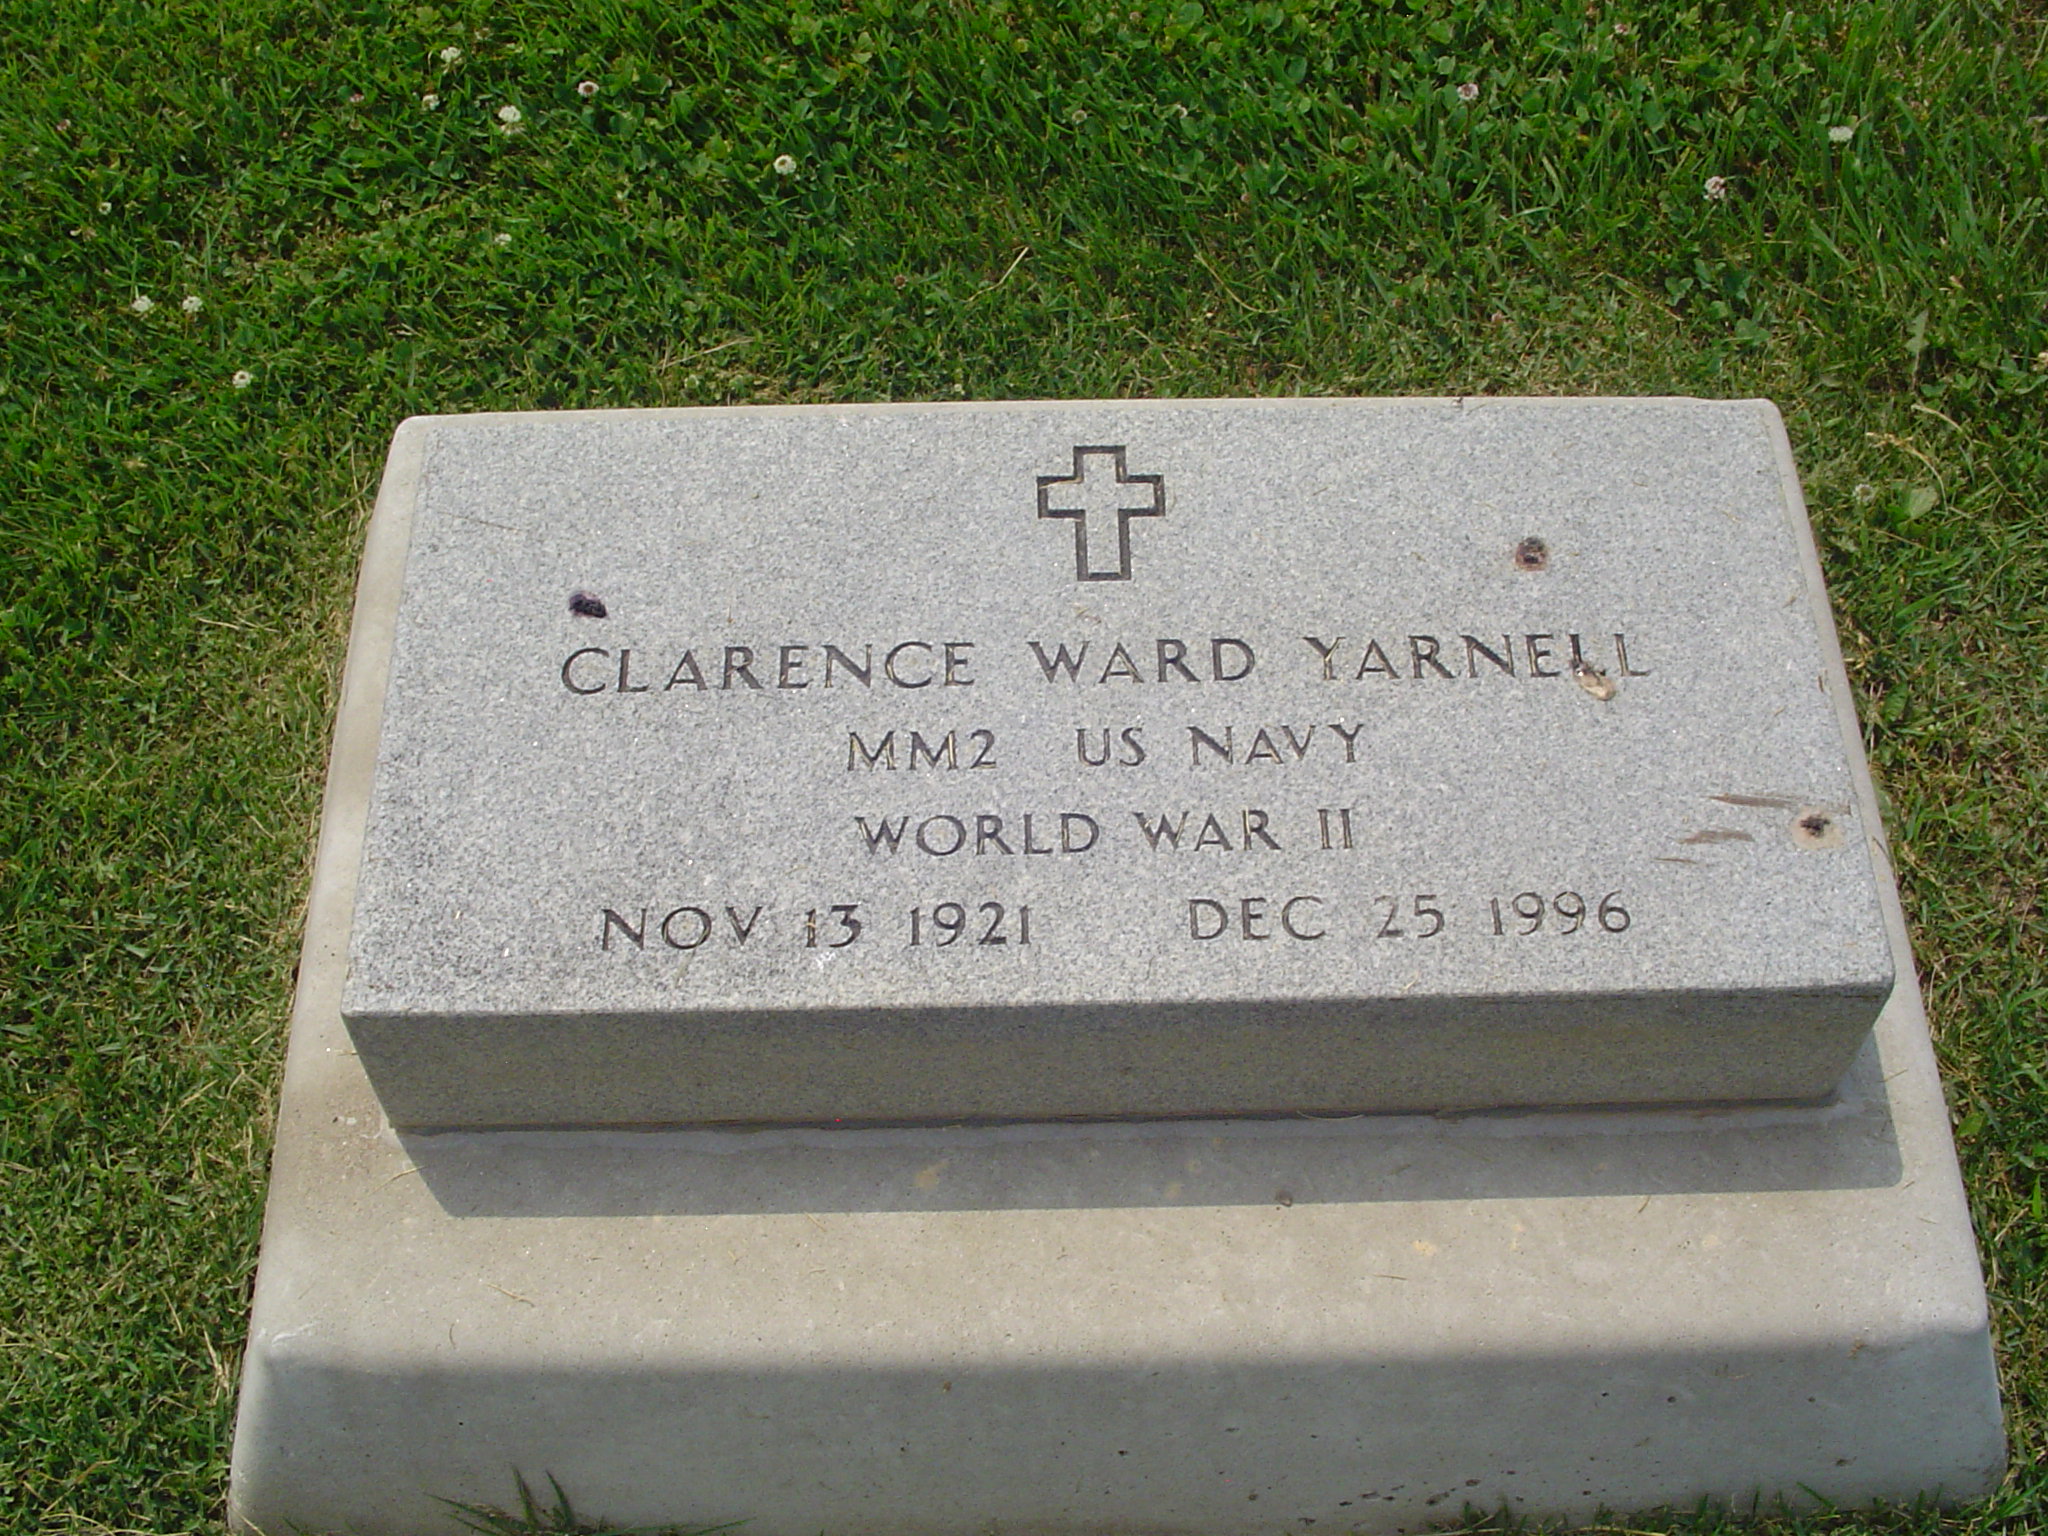 CLARENCE WARD YARNELL
MM2 US NAVY
WORLD WAR II
NOV 13 1921 DEC 25 1996